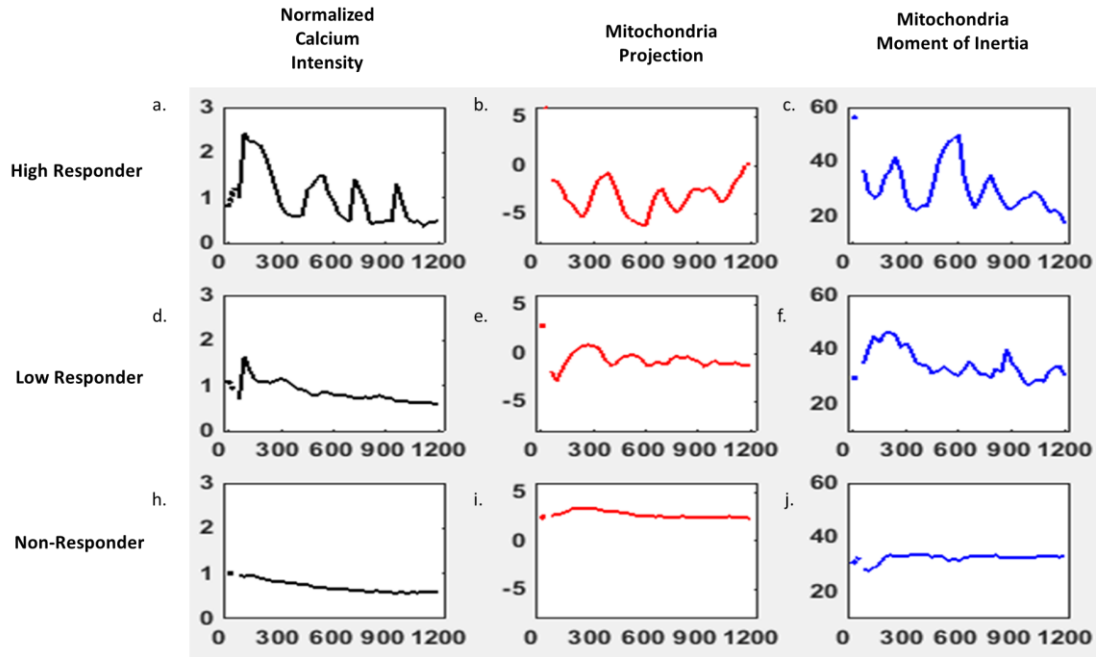 Normalized
Calcium
Intensity
Mitochondria
Projection
Mitochondria
Moment of Inertia
High Responder
a.
3
2
1
0
0 300 600 900 1200
b.
5
0
-5
0 300 600 900 1200
c.
60
40
20
0 300 600 900 1200
Low Responder
d.
3
2
1
0
0 300 600 900 1200
e.
5
0
-5
0 300 600 900 1200
f.
60
40
20
0 300 600 900 1200
Non-Responder
h.
3
2
1
0
0 300 600 900 1200
i.
5
0
-5
0 300 600 900 1200
j.
60
40
20
0 300 600 900 1200